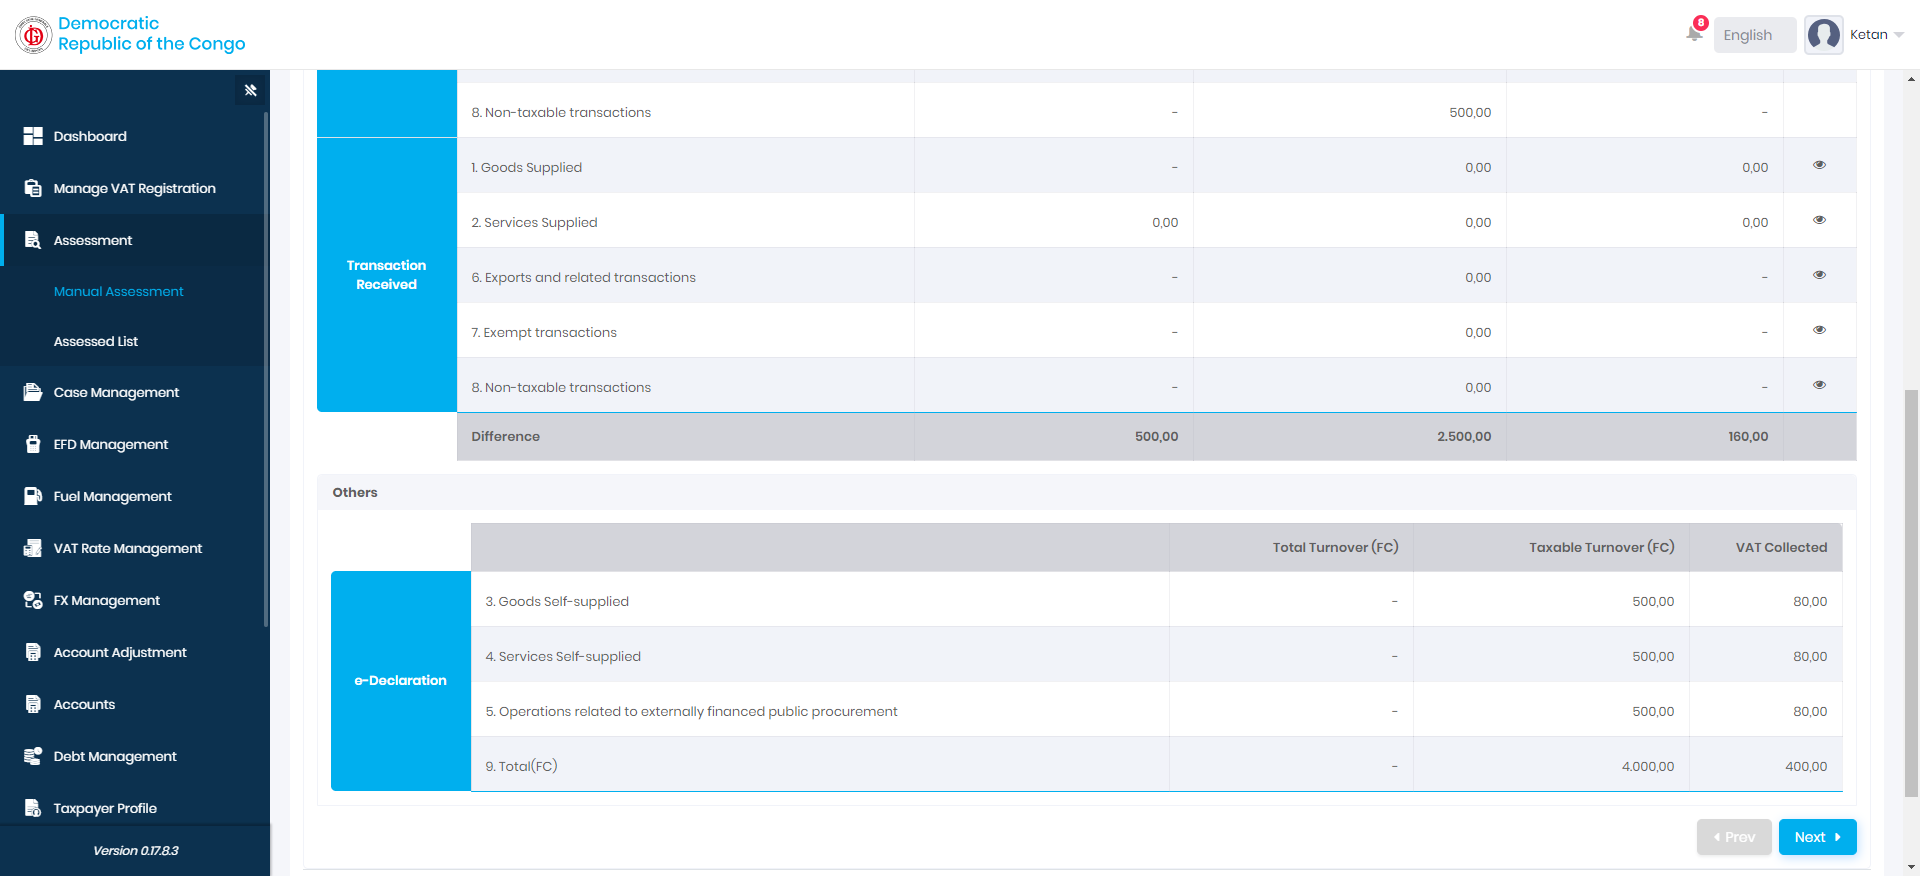 Democratic
Republic of the Congo
8
English
Ketan
Dashboard
Manage VAT Registration
Assessment
Manual Assessment
Assessed List
Case Management
EFD Management
Fuel Management
VAT Rate Management
FX Management
Account Adjustment
Accounts
Debt Management
Taxpayer Profile
Version 0.17.8.3
8. Non-taxable transactions - 500,00 -
Transaction
Received
1. Goods Supplied - 0,00 0,00
2. Services Supplied 0,00 0,00 0,00
6. Exports and related transactions - 0,00 -
7. Exempt transactions - 0,00 -
8. Non-taxable transactions - 0,00 -
Difference 500,00 2.500,00 160,00
Others
Total Turnover (FC) Taxable Turnover (FC) VAT Collected
e-Declaration
3. Goods Self-supplied - 500,00 80,00
4. Services Self-supplied - 500,00 80,00
5. Operations related to externally financed public procurement - 500,00 80,00
9. Total(FC) - 4.000,00 400,00
Prev
Next